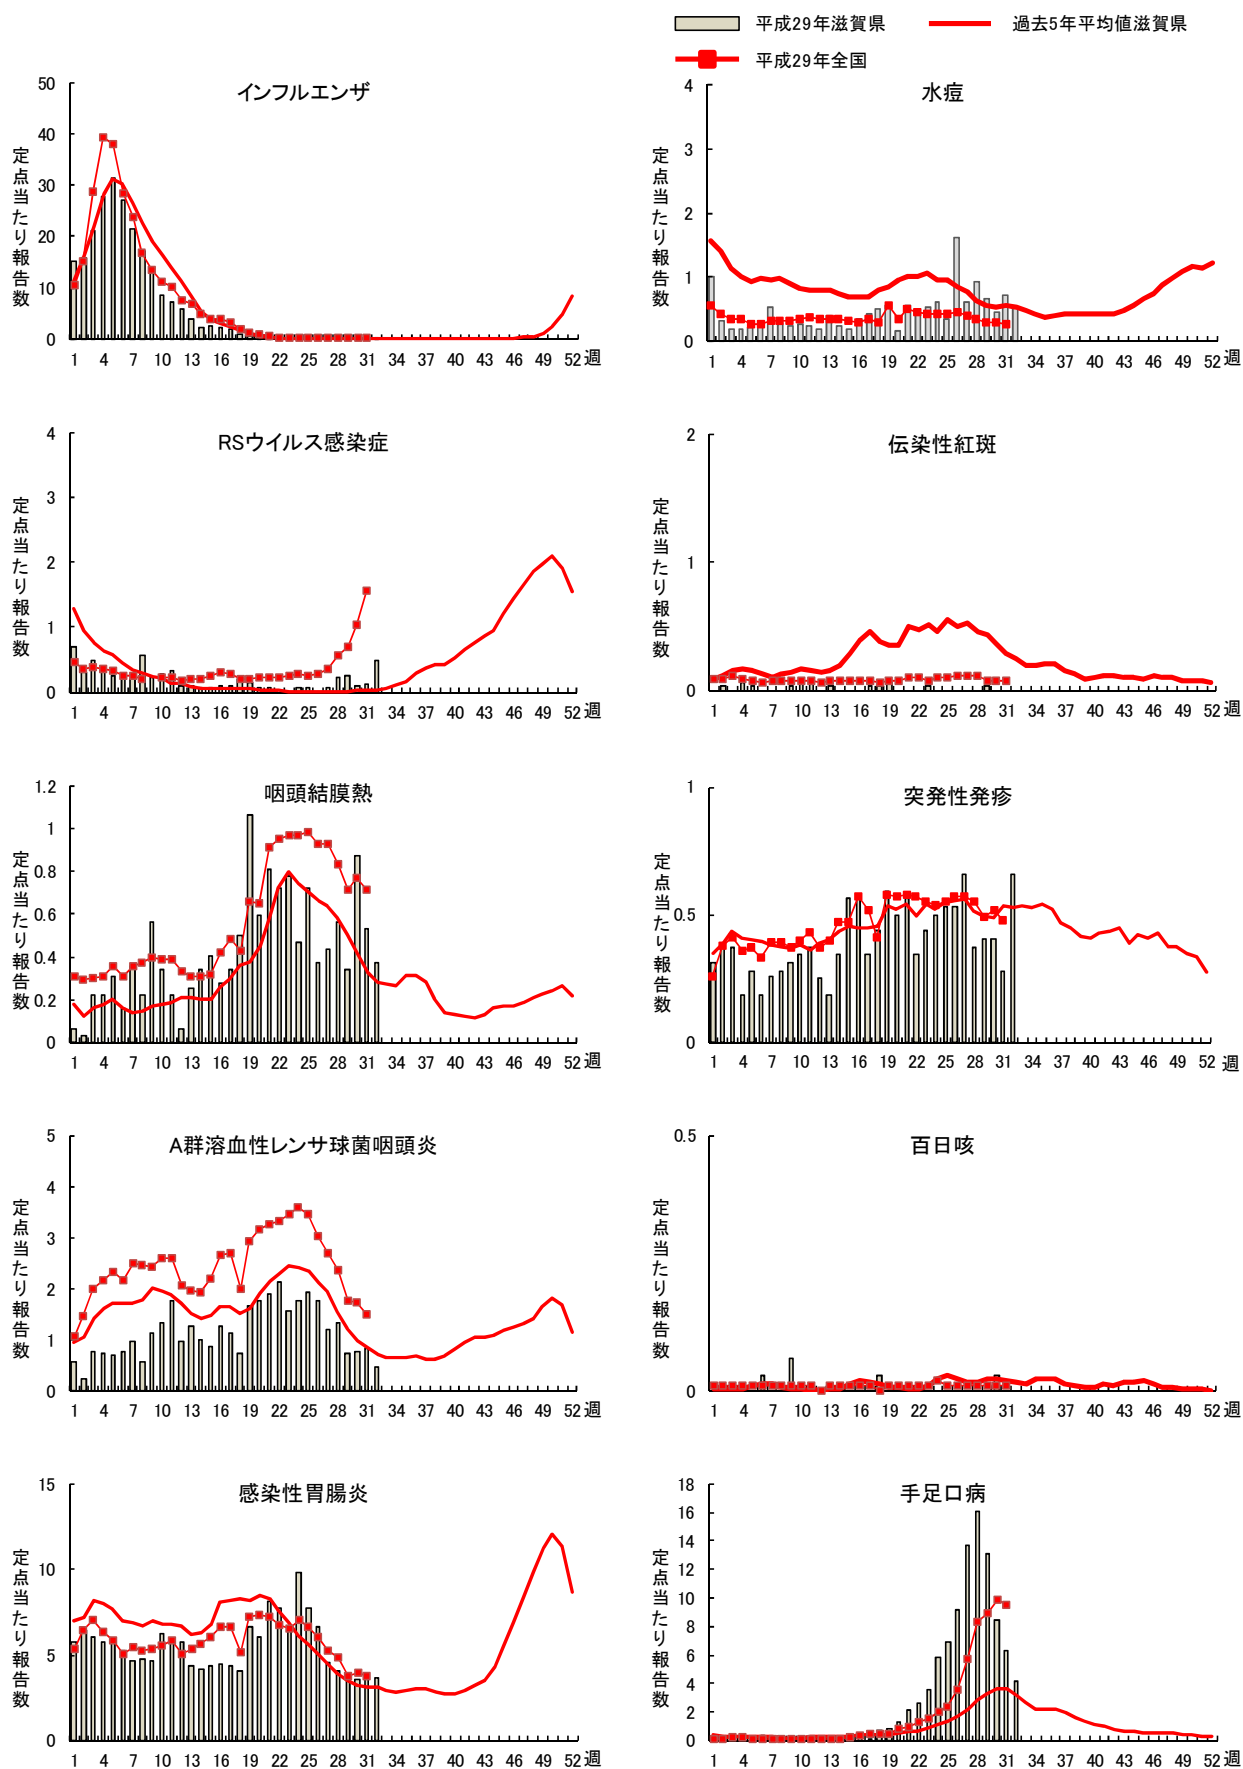 平成29年滋賀県 過去5年平均値滋賀県
平成29年全国
インフルエンザ
定点当たり報告数
50
40
30
20
10
0
1 4 7 10 13 16 19 22 25 28 31 34 37 40 43 46 49 52 週
水痘
定点当たり報告数
4
3
2
1
0
1 4 7 10 13 16 19 22 25 28 31 34 37 40 43 46 49 52 週
RSウイルス感染症
定点当たり報告数
4
3
2
1
0
1 4 7 10 13 16 19 22 25 28 31 34 37 40 43 46 49 52 週
伝染性紅斑
定点当たり報告数
2
1
0
1 4 7 10 13 16 19 22 25 28 31 34 37 40 43 46 49 52 週
咽頭結膜熱
定点当たり報告数
1.2
1
0.8
0.6
0.4
0.2
0
1 4 7 10 13 16 19 22 25 28 31 34 37 40 43 46 49 52 週
突発性発疹
定点当たり報告数
1
0.5
0
1 4 7 10 13 16 19 22 25 28 31 34 37 40 43 46 49 52 週
A群溶血性レンサ球菌咽頭炎
定点当たり報告数
5
4
3
2
1
0
1 4 7 10 13 16 19 22 25 28 31 34 37 40 43 46 49 52 週
百日咳
定点当たり報告数
0.5
0
1 4 7 10 13 16 19 22 25 28 31 34 37 40 43 46 49 52 週
感染性胃腸炎
定点当たり報告数
15
10
5
0
1 4 7 10 13 16 19 22 25 28 31 34 37 40 43 46 49 52 週
手足口病
定点当たり報告数
18
16
14
12
10
8
6
4
2
0
1 4 7 10 13 16 19 22 25 28 31 34 37 40 43 46 49 52 週